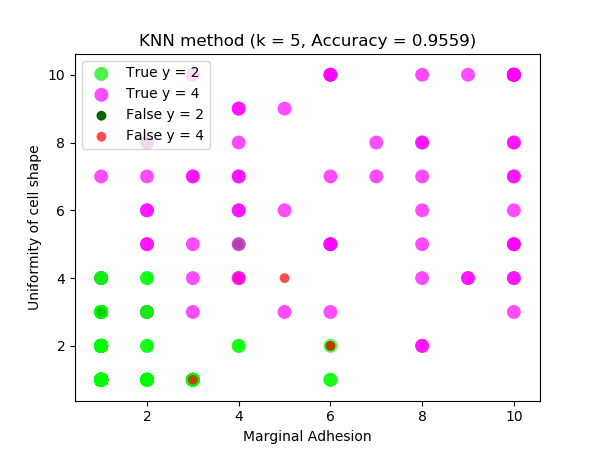 KNN method (k = 5, Accuracy = 0.9559)
True y = 2
True y = 4
False y = 2
False y = 4
Uniformity of cell shape
10
8
6
4
2
2 4 6 8 10
Marginal Adhesion